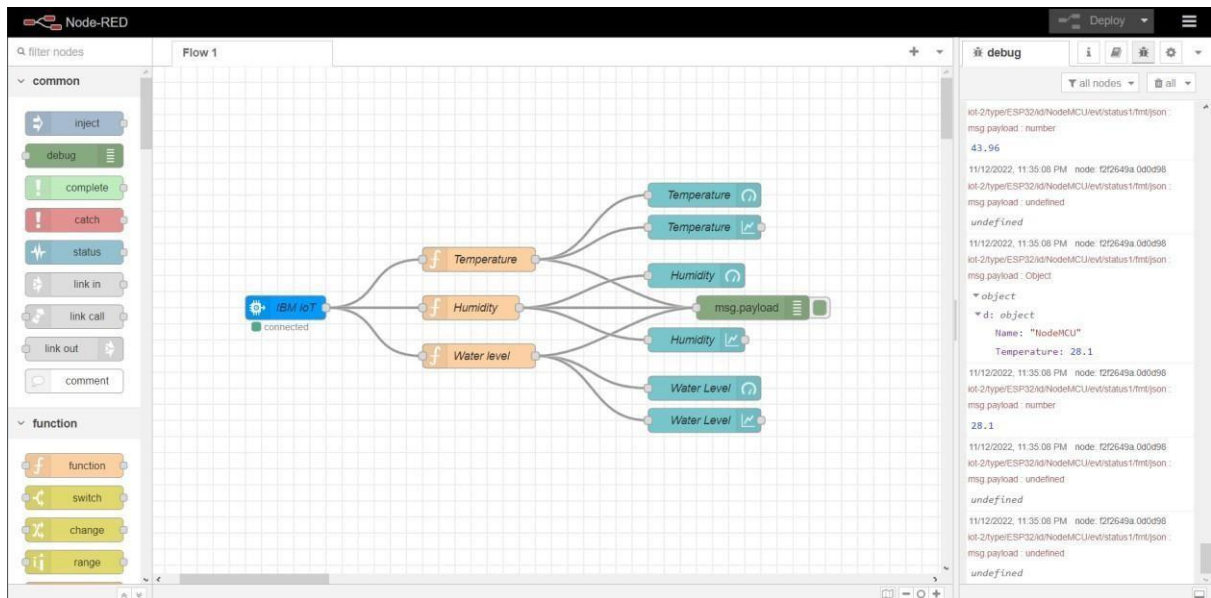 Node-RED
Deploy
filter nodes
Flow 1
debug
i
all nodes
all
common
inject
debug
complete
catch
status
link in
link call
link out
comment
function
function
switch
change
range
IBM IoT
connected
Temperature
Humidity
Water level
Temperature
Temperature
Humidity
msg.payload
Humidity
Water Level
Water Level
iot-2/type/ESP32/id/NodeMCU/evt/status1/fmt/json :
msg.payload : number
43.96
11/12/2022, 11:35:08 PM node: f2f2649a.0d0d98
iot-2/type/ESP32/id/NodeMCU/evt/status1/fmt/json :
msg.payload : undefined
undefined
11/12/2022, 11:35:08 PM node: f2f2649a.0d0d98
iot-2/type/ESP32/id/NodeMCU/evt/status1/fmt/json :
msg.payload : Object
object
d: object
Name: "NodeMCU"
Temperature: 28.1
11/12/2022, 11:35:08 PM node: f2f2649a.0d0d98
iot-2/type/ESP32/id/NodeMCU/evt/status1/fmt/json :
msg.payload : number
28.1
11/12/2022, 11:35:08 PM node: f2f2649a.0d0d98
iot-2/type/ESP32/id/NodeMCU/evt/status1/fmt/json :
msg.payload : undefined
undefined
11/12/2022, 11:35:08 PM node: f2f2649a.0d0d98
iot-2/type/ESP32/id/NodeMCU/evt/status1/fmt/json :
msg.payload : undefined
undefined